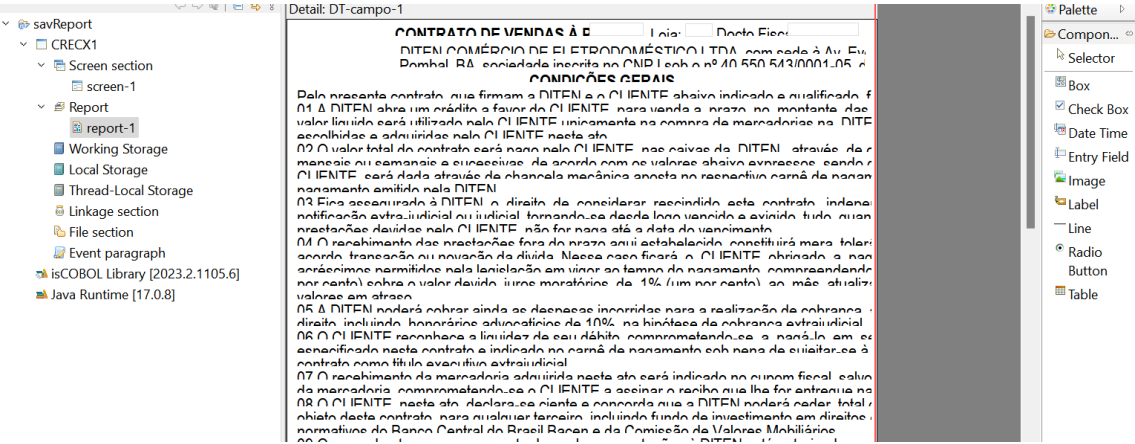 Detail: DT-campo-1
savReport
CRECX1
Screen section
screen-1
Report
report-1
Working Storage
Local Storage
Thread-Local Storage
Linkage section
File section
Event paragraph
isCOBOL Library [2023.2.1105.6]
Java Runtime [17.0.8]
CONTRATO DE VENDAS À P Loja: Docto Fisca
DITEN COMÉRCIO DE ELETRODOMÉSTICO LTDA, com sede à Av. Ev
Pombal, BA, sociedade inscrita no CNPJ sob o nº 40.550.543/0001-05, d
CONDIÇÕES GERAIS
Pelo presente contrato, que firmam a DITEN e o CLIENTE abaixo indicado e qualificado, f
01 A DITEN abre um crédito a favor do CLIENTE, para venda a prazo, no montante das
valor líquido será utilizado pelo CLIENTE unicamente na compra de mercadorias na DITE
escolhidas e adquiridas pelo CLIENTE neste ato.
02 O valor total do contrato será pago pelo CLIENTE, nas caixas da DITEN, através de
mensais ou semanais e sucessivas, de acordo com os valores abaixo expressos, sendo
CLIENTE, será dada através de chancela mecânica aposta no respectivo carnê de pagam
pagamento emitido pela DITEN.
03 Fica assegurado à DITEN o direito de considerar rescindido este contrato, indepe
notificação extra-judicial ou judicial, tornando-se desde logo vencido e exigido, tudo quan
prestações devidas pelo CLIENTE, não for paga até a data do vencimento.
04 O recebimento das prestações fora do prazo aqui estabelecido, constituirá mera toler
acordo, transação ou novação da dívida. Nesse caso ficará o CLIENTE obrigado a pag
acréscimos permitidos pela legislação em vigor ao tempo do pagamento, compreendendo
por cento) sobre o valor devido, juros moratórios de 1% (um por cento) ao mês, atualiza
valores em atraso.
05 A DITEN poderá cobrar ainda as despesas incorridas para a realização de cobrança,
direito, incluindo honorários advocatícios de 10%, na hipótese de cobrança extrajudicial
06 O CLIENTE reconhece a liquidez de seu débito, comprometendo-se a pagá-lo em se
especificado neste contrato e indicado no carnê de pagamento sob pena de sujeitar-se à
contrato como título executivo extrajudicial.
07 O recebimento da mercadoria adquirida neste ato será indicado no cupom fiscal, salvo
da mercadoria, comprometendo-se o CLIENTE a assinar o recibo que lhe for entregue na
08 O CLIENTE, neste ato, declara-se ciente e concorda que a DITEN poderá ceder, total
objeto deste contrato, para qualquer terceiro, incluindo fundo de investimento em direitos
normativos do Banco Central do Brasil Bacen e da Comissão de Valores Mobiliários.
Palette
Compon...
Selector
Box
Check Box
Date Time
Entry Field
Image
Label
Line
Radio
Button
Table